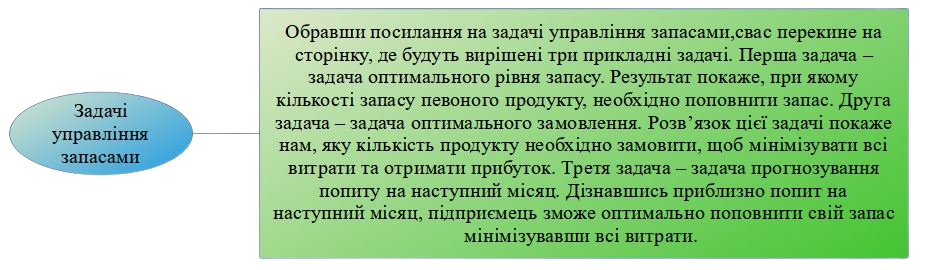 Задачі
управління
запасами
Обравши посилання на задачі управління запасами,свас перекине на
сторінку, де будуть вирішені три прикладні задачі. Перша задача –
задача оптимального рівня запасу. Результат покаже, при якому
кількості запасу певоного продукту, необхідно поповнити запас. Друга
задача – задача оптимального замовлення. Розв’язок цієї задачі покаже
нам, яку кількість продукту необхідно замовити, щоб мінімізувати всі
витрати та отримати прибуток. Третя задача – задача прогнозування
попиту на наступний місяц. Дізнавшись приблизно попит на
наступний місяц, підприємець зможе оптимально поповнити свій запас
мінімізувавши всі витрати.